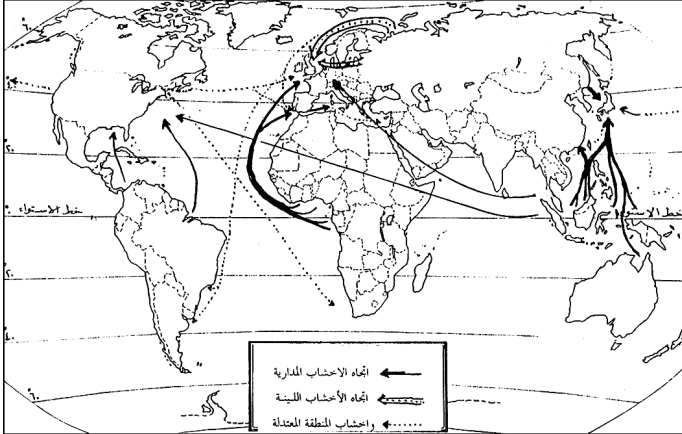 خط الاستواء
خط الاستواء
اتجاه الاخشاب المدارية
اتجاه الأخشاب اللينة
واخشاب المنطقة المعتدلة